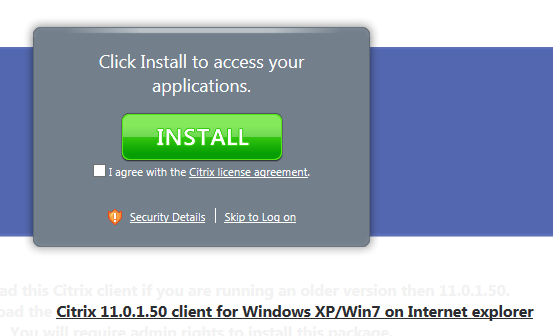 Click Install to access your
applications.
INSTALL
I agree with the Citrix license agreement.
Security Details | Skip to Log on
ad this Citrix client if you are running an older version then 11.0.1.50.
oad the Citrix 11.0.1.50 client for Windows XP/Win7 on Internet explorer
You will require admin rights to install this package.